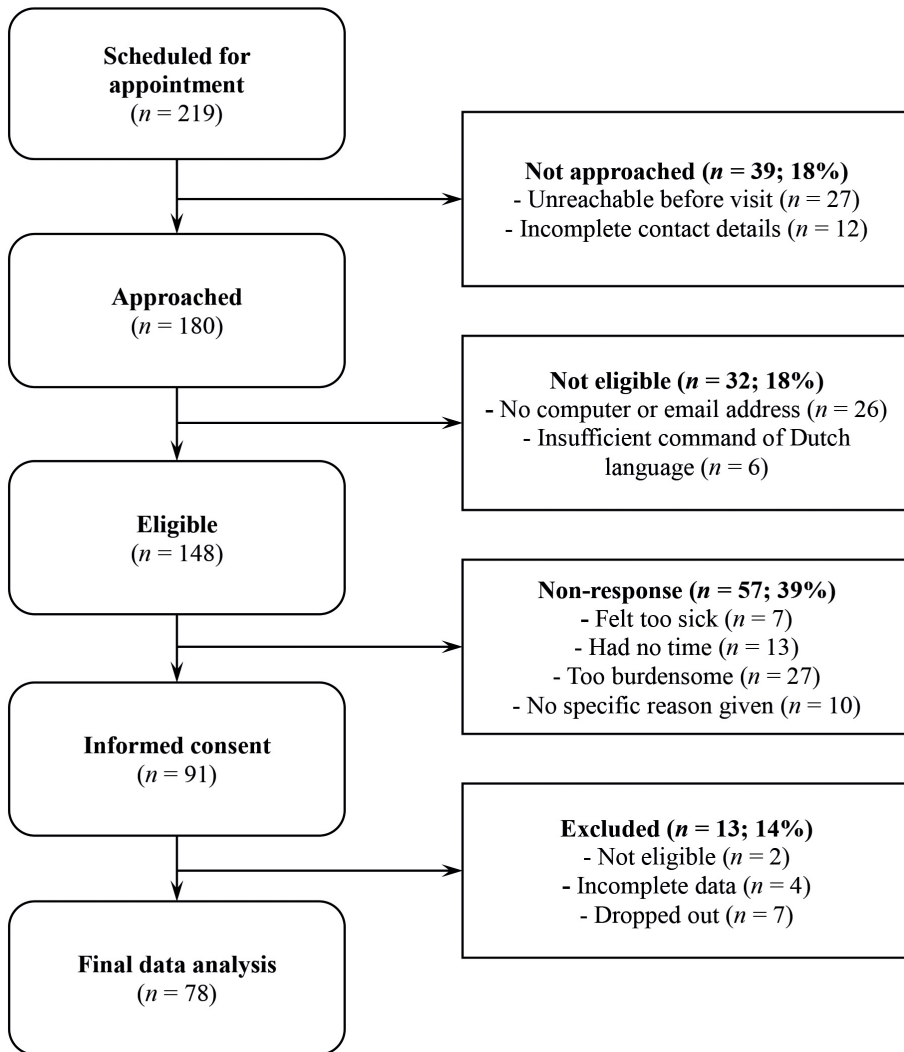 Scheduled for
appointment
(n = 219)
Not approached (n = 39; 18%)
- Unreachable before visit (n = 27)
- Incomplete contact details (n = 12)
Approached
(n = 180)
Not eligible (n = 32; 18%)
- No computer or email address (n = 26)
- Insufficient command of Dutch
language (n = 6)
Eligible
(n = 148)
Non-response (n = 57; 39%)
- Felt too sick (n = 7)
- Had no time (n = 13)
- Too burdensome (n = 27)
- No specific reason given (n = 10)
Informed consent
(n = 91)
Excluded (n = 13; 14%)
- Not eligible (n = 2)
- Incomplete data (n = 4)
- Dropped out (n = 7)
Final data analysis
(n = 78)